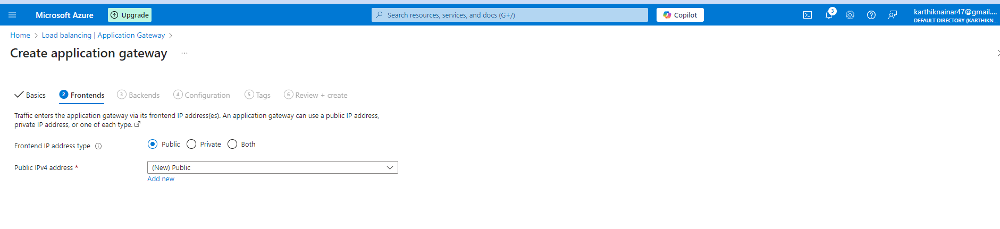 Microsoft Azure
Upgrade
Search resources, services, and docs (G+/)
Copilot
3
karthiknainar47@gmail....
DEFAULT DIRECTORY (KARTHIKN...
Home > Load balancing | Application Gateway >
Create application gateway ...
Basics 2 Frontends 3 Backends 4 Configuration 5 Tags 6 Review + create
Traffic enters the application gateway via its frontend IP address(es). An application gateway can use a public IP address,
private IP address, or one of each type.
Frontend IP address type Public Private Both
Public IPv4 address * (New) Public
Add new